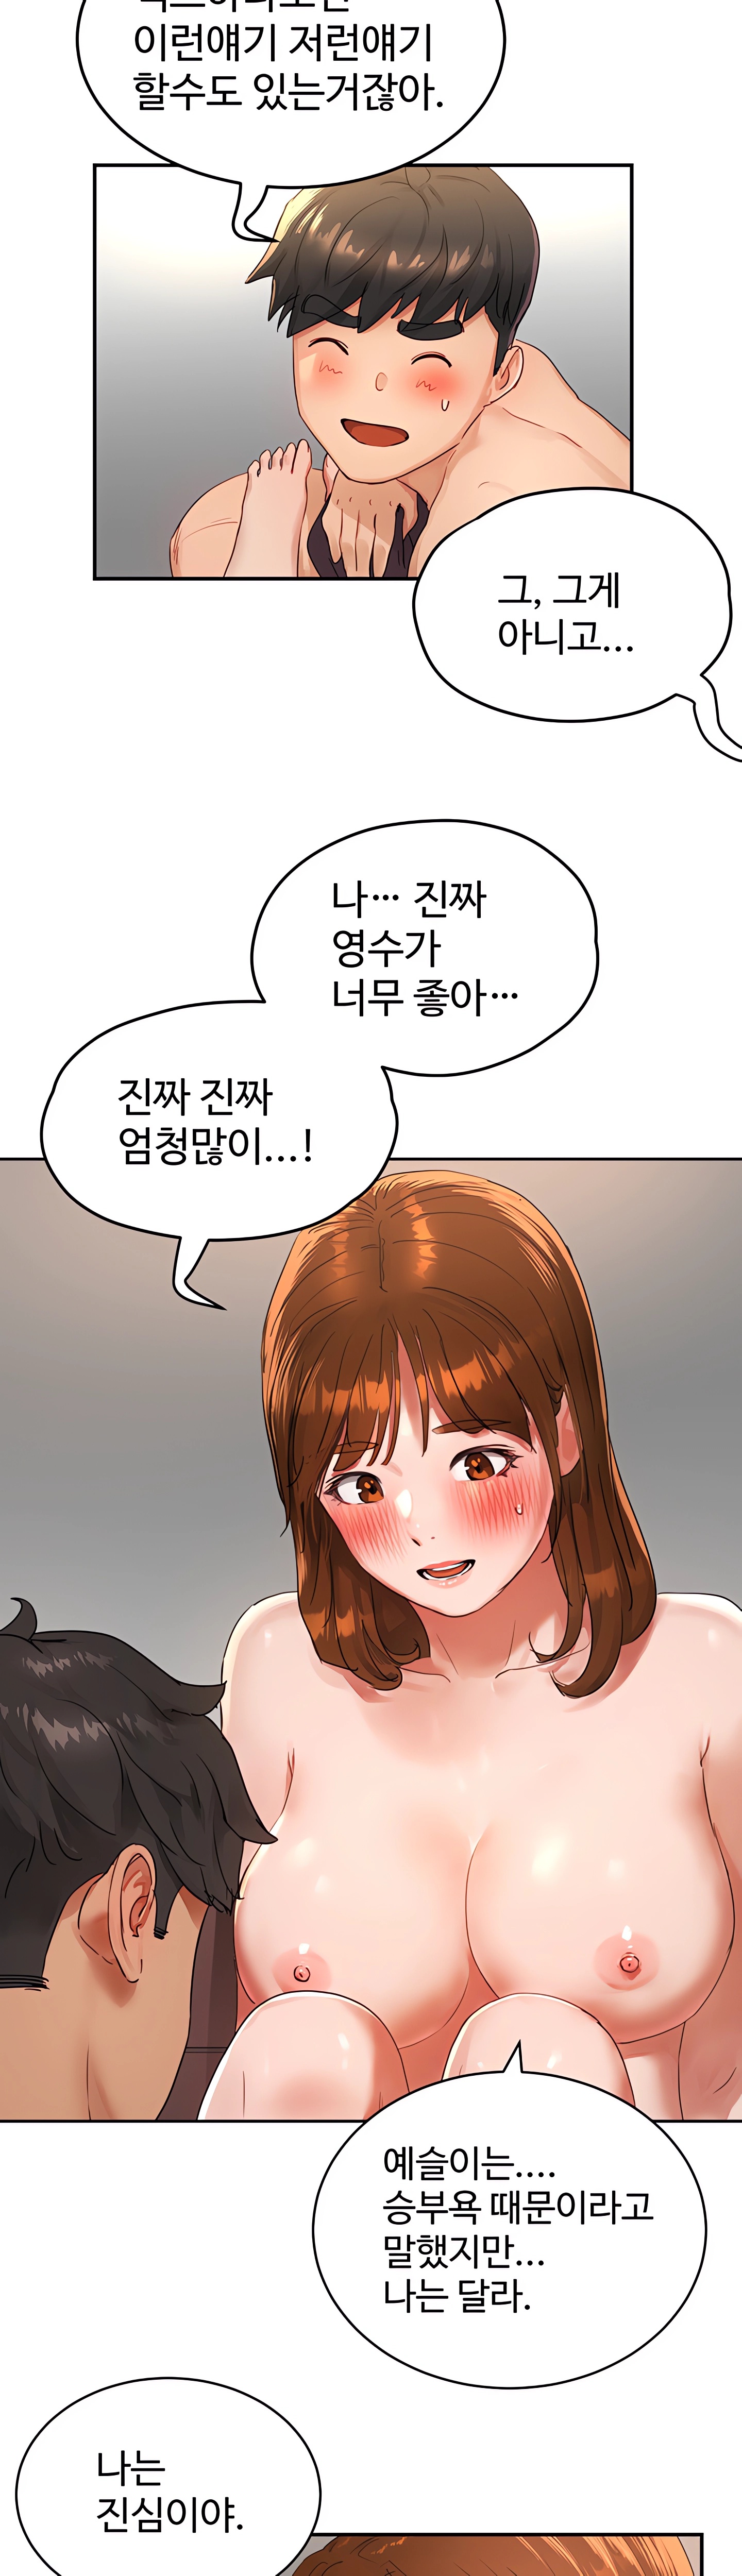 이런얘기 저런얘기
할수도 있는거잖아.
그, 그게
아니고...
나… 진짜
영수가
너무 좋아…
진짜 진짜
엄청많이...!
예슬이는....
승부욕 때문이라고
말했지만...
나는 달라.
나는
진심이야.